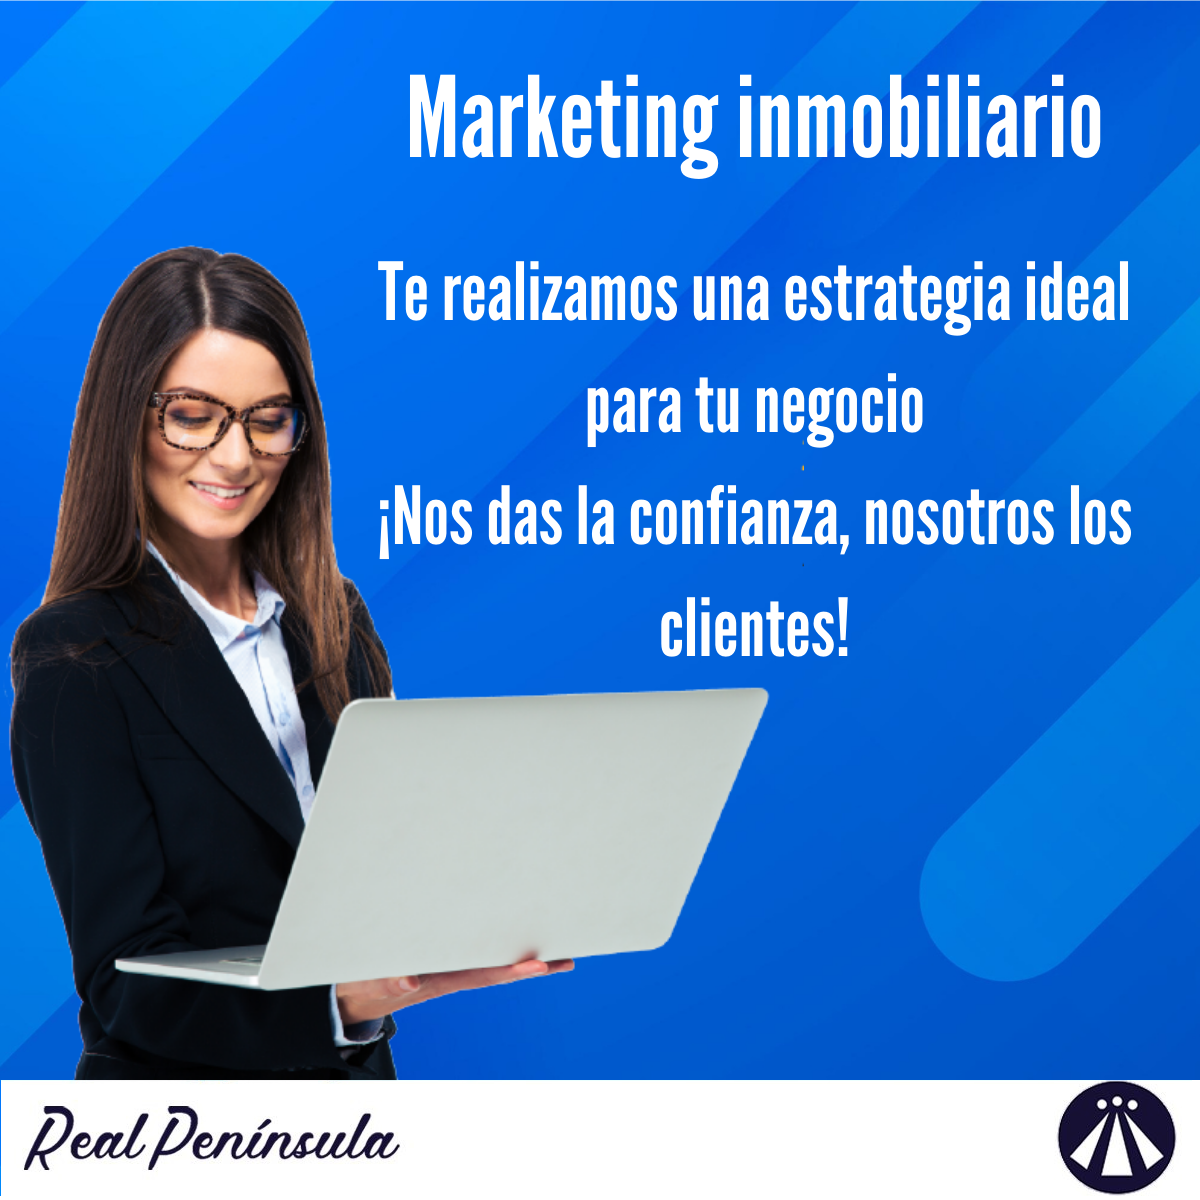 Marketing inmobiliario
Te realizamos una estrategia ideal
para tu negocio
¡Nos das la confianza, nosotros los
clientes!
Real Península